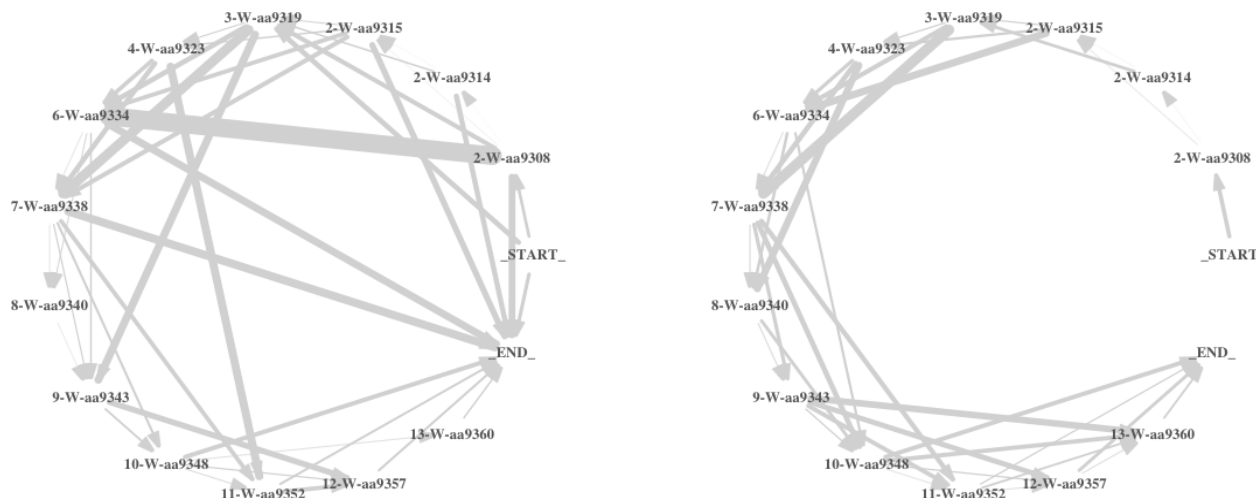 3-W-aa9319
2-W-aa9315
4-W-aa9323
2-W-aa9314
6-W-aa9334
2-W-aa9308
7-W-aa9338
_START_
8-W-aa9340
_END_
9-W-aa9343
13-W-aa9360
10-W-aa9348
12-W-aa9357
11-W-aa9352
3-W-aa9319
2-W-aa9315
4-W-aa9323
2-W-aa9314
6-W-aa9334
2-W-aa9308
7-W-aa9338
_START
8-W-aa9340
_END_
9-W-aa9343
13-W-aa9360
10-W-aa9348
12-W-aa9357
11-W-aa9352